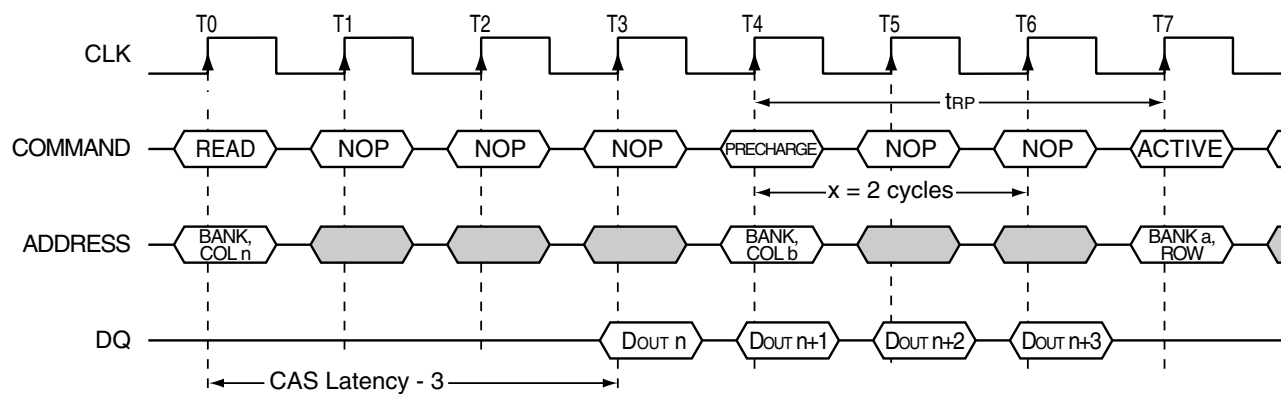 T0 T1 T2 T3 T4 T5 T6 T7
CLK
tRP
COMMAND READ NOP NOP NOP PRECHARGE NOP NOP ACTIVE
x = 2 cycles
ADDRESS BANK, COL n BANK, COL b BANK a, ROW
DQ DOUT n DOUT n+1 DOUT n+2 DOUT n+3
CAS Latency - 3